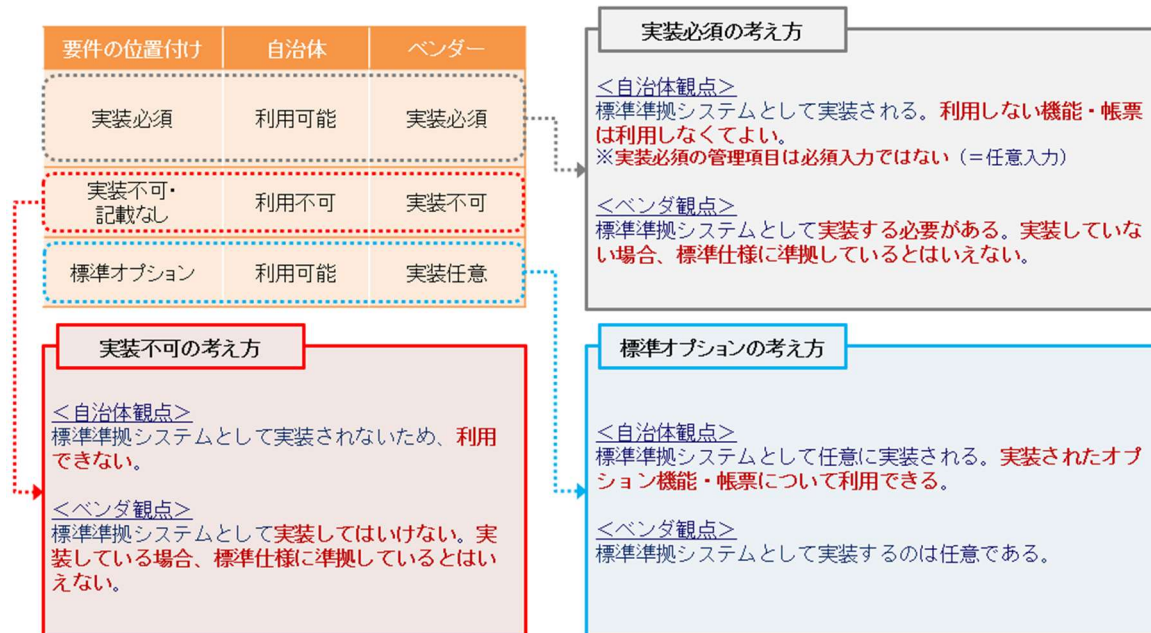 要件の位置付け 自治体 ベンダー
実装必須 利用可能 実装必須
実装不可・
記載なし 利用不可 実装不可
標準オプション 利用可能 実装任意
実装必須の考え方
＜自治体観点＞
標準準拠システムとして実装される。利用しない機能・帳票
は利用しなくてよい。
※実装必須の管理項目は必須入力ではない（＝任意入力）
＜ベンダ観点＞
標準準拠システムとして実装する必要がある。実装していな
い場合、標準仕様に準拠しているとはいえない。
実装不可の考え方
＜自治体観点＞
標準準拠システムとして実装されないため、利用
できない。
＜ベンダ観点＞
標準準拠システムとして実装してはいけない。実
装している場合、標準仕様に準拠しているとはい
えない。
標準オプションの考え方
＜自治体観点＞
標準準拠システムとして任意に実装される。実装されたオプ
ション機能・帳票について利用できる。
＜ベンダ観点＞
標準準拠システムとして実装するのは任意である。